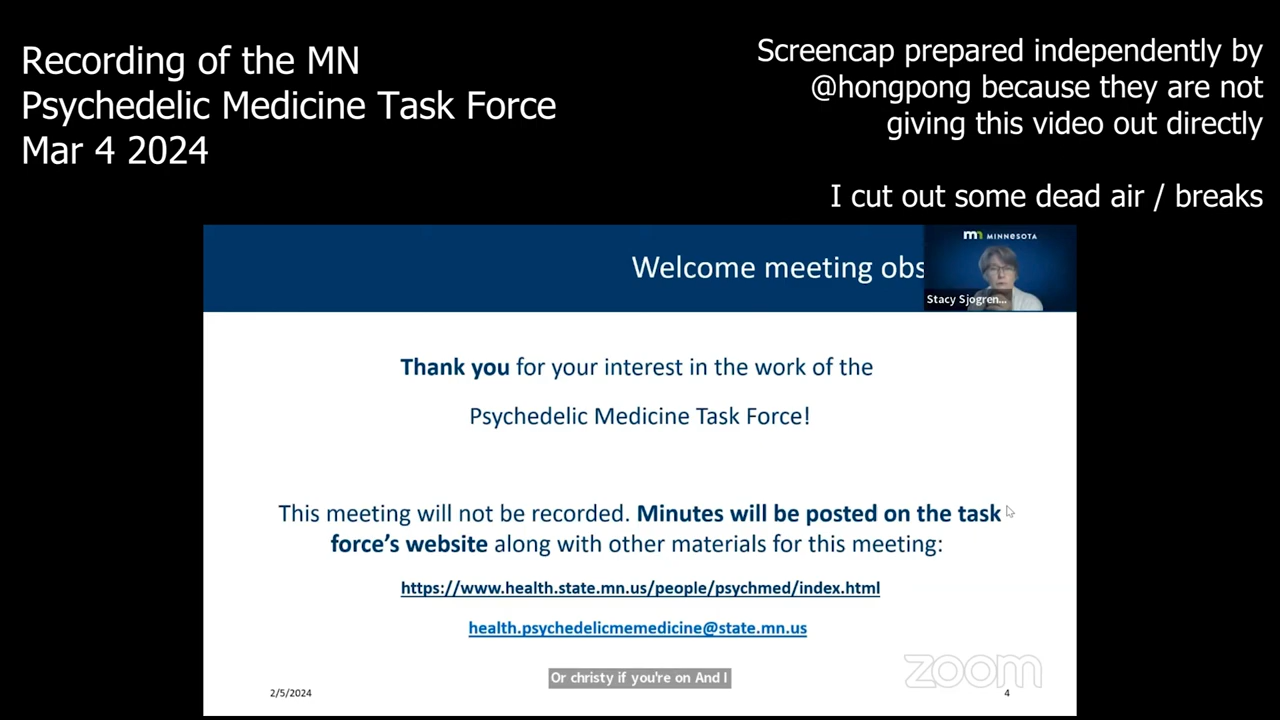 Recording of the MN
Psychedelic Medicine Task Force
Mar 4 2024
Screencap prepared independently by
@hongpong because they are not
giving this video out directly
I cut out some dead air / breaks
Welcome meeting obs
mn MINNESOTA
Stacy Sjogren...
Thank you for your interest in the work of the
Psychedelic Medicine Task Force!
This meeting will not be recorded. Minutes will be posted on the task
force's website along with other materials for this meeting:
https://www.health.state.mn.us/people/psychmed/index.html
health.psychedelicmemedicine@state.mn.us
Or christy if you're on And I
zoom
2/5/2024
4